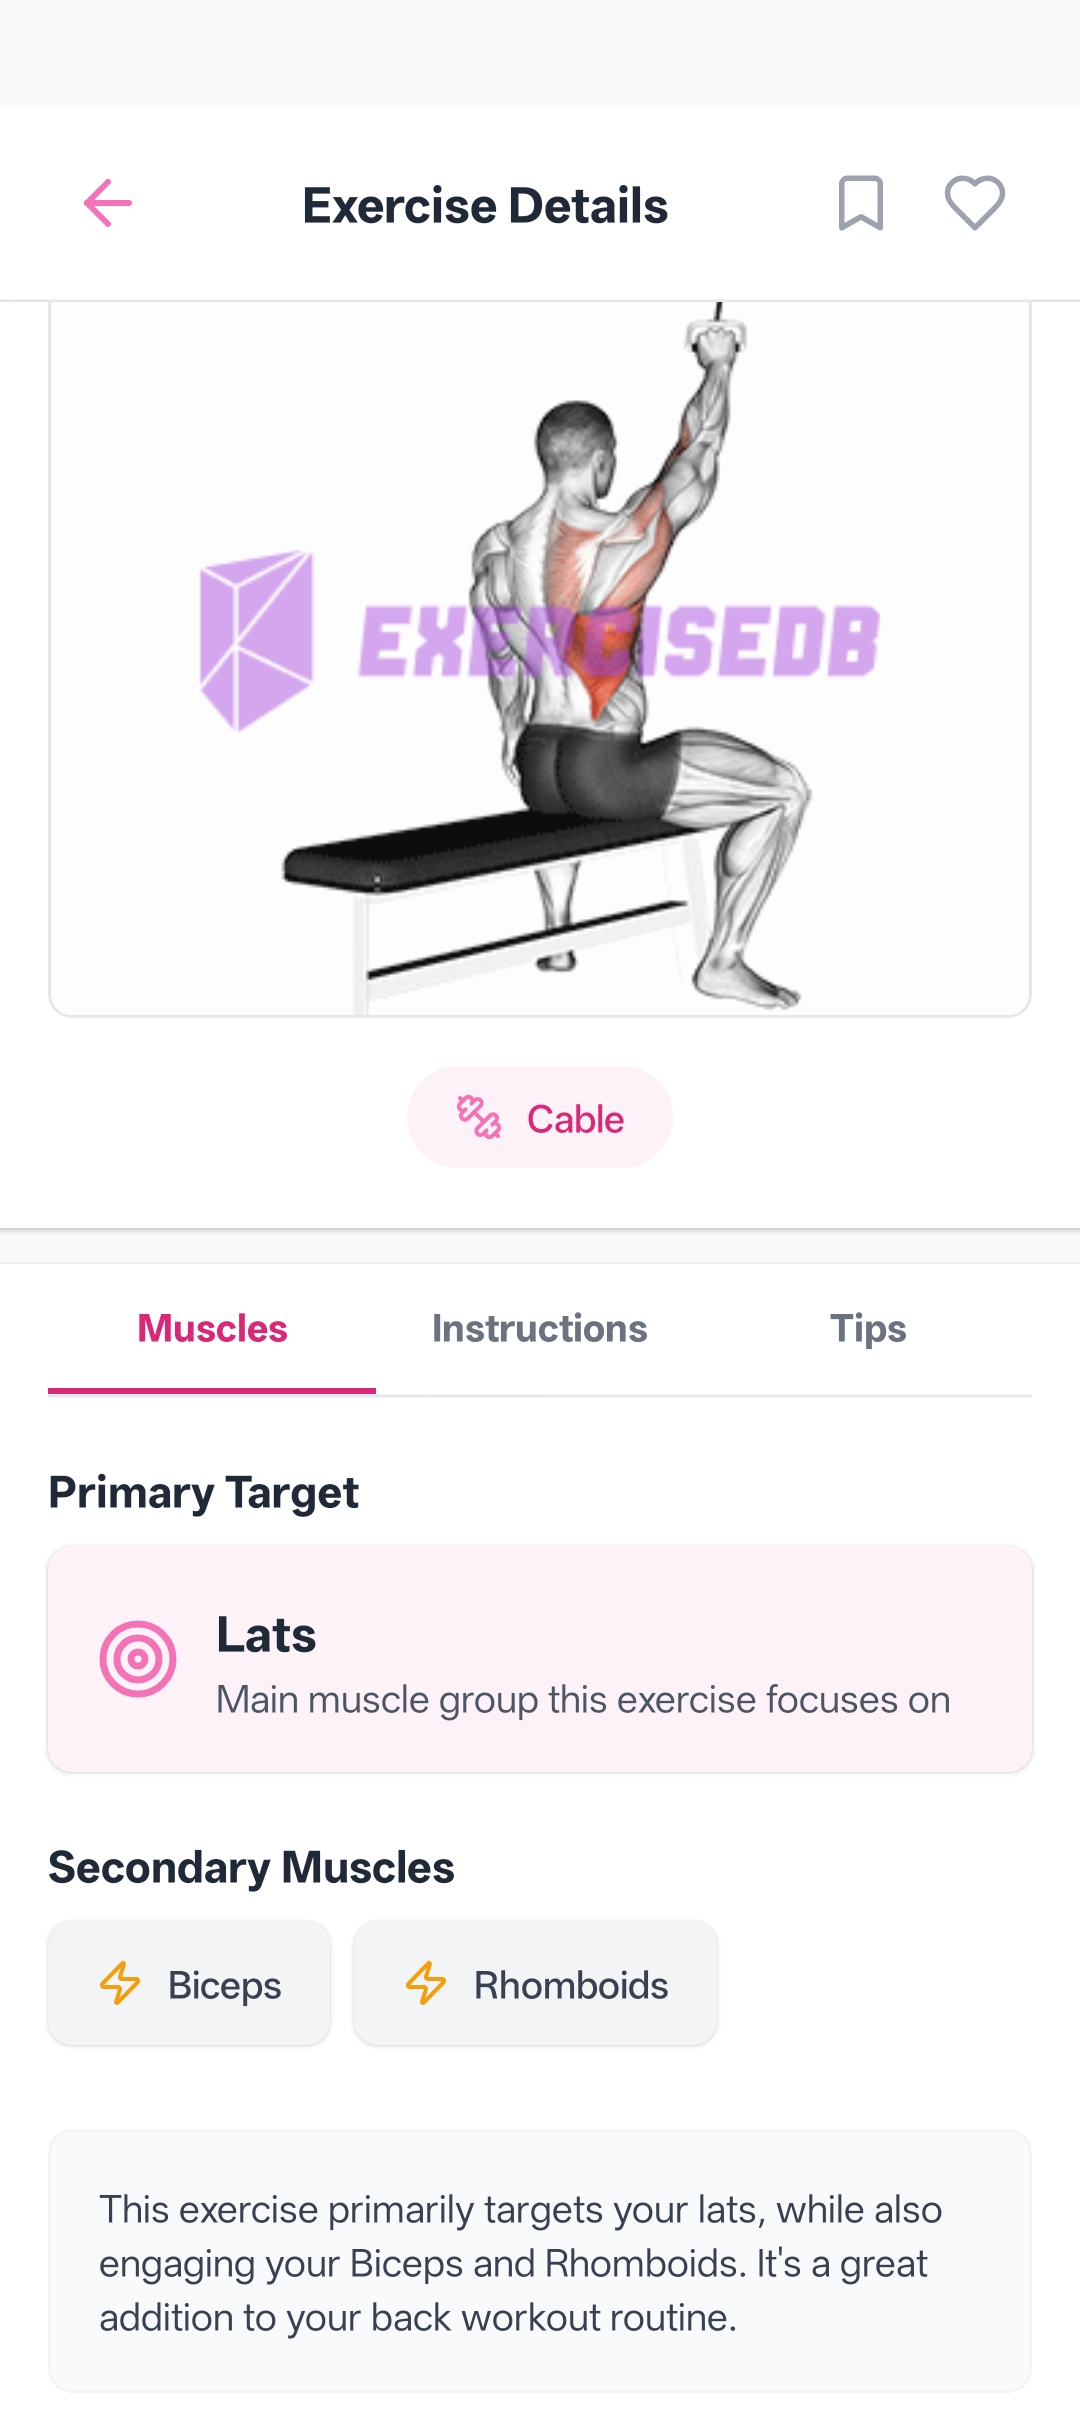 Exercise Details
EXERCISEDB
Cable
Muscles
Instructions
Tips
Primary Target
Lats
Main muscle group this exercise focuses on
Secondary Muscles
Biceps
Rhomboids
This exercise primarily targets your lats, while also
engaging your Biceps and Rhomboids. It's a great
addition to your back workout routine.